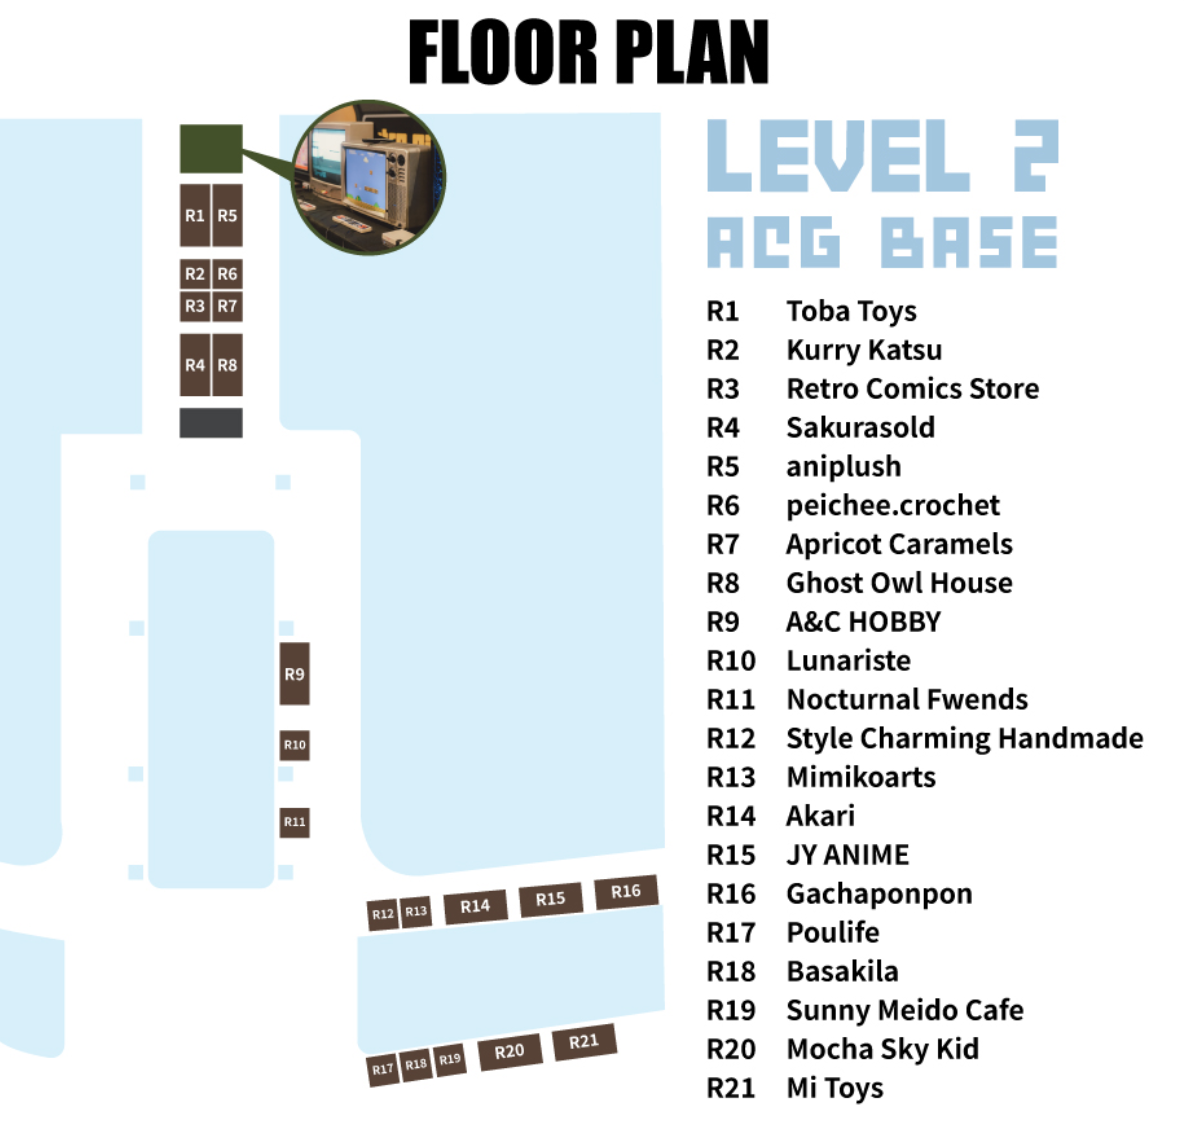 FLOOR PLAN
LEVEL 2
ACG BASE
R1 R5
R2 R6
R3 R7
R4 R8
R9
R10
R11
R12 R13 R14 R15 R16
R17 R18 R19 R20 R21
R1 Toba Toys
R2 Kurry Katsu
R3 Retro Comics Store
R4 Sakurasold
R5 aniplush
R6 peichee.crochet
R7 Apricot Caramels
R8 Ghost Owl House
R9 A&C HOBBY
R10 Lunariste
R11 Nocturnal Fwends
R12 Style Charming Handmade
R13 Mimikoarts
R14 Akari
R15 JY ANIME
R16 Gachaponpon
R17 Poulife
R18 Basakila
R19 Sunny Meido Cafe
R20 Mocha Sky Kid
R21 Mi Toys